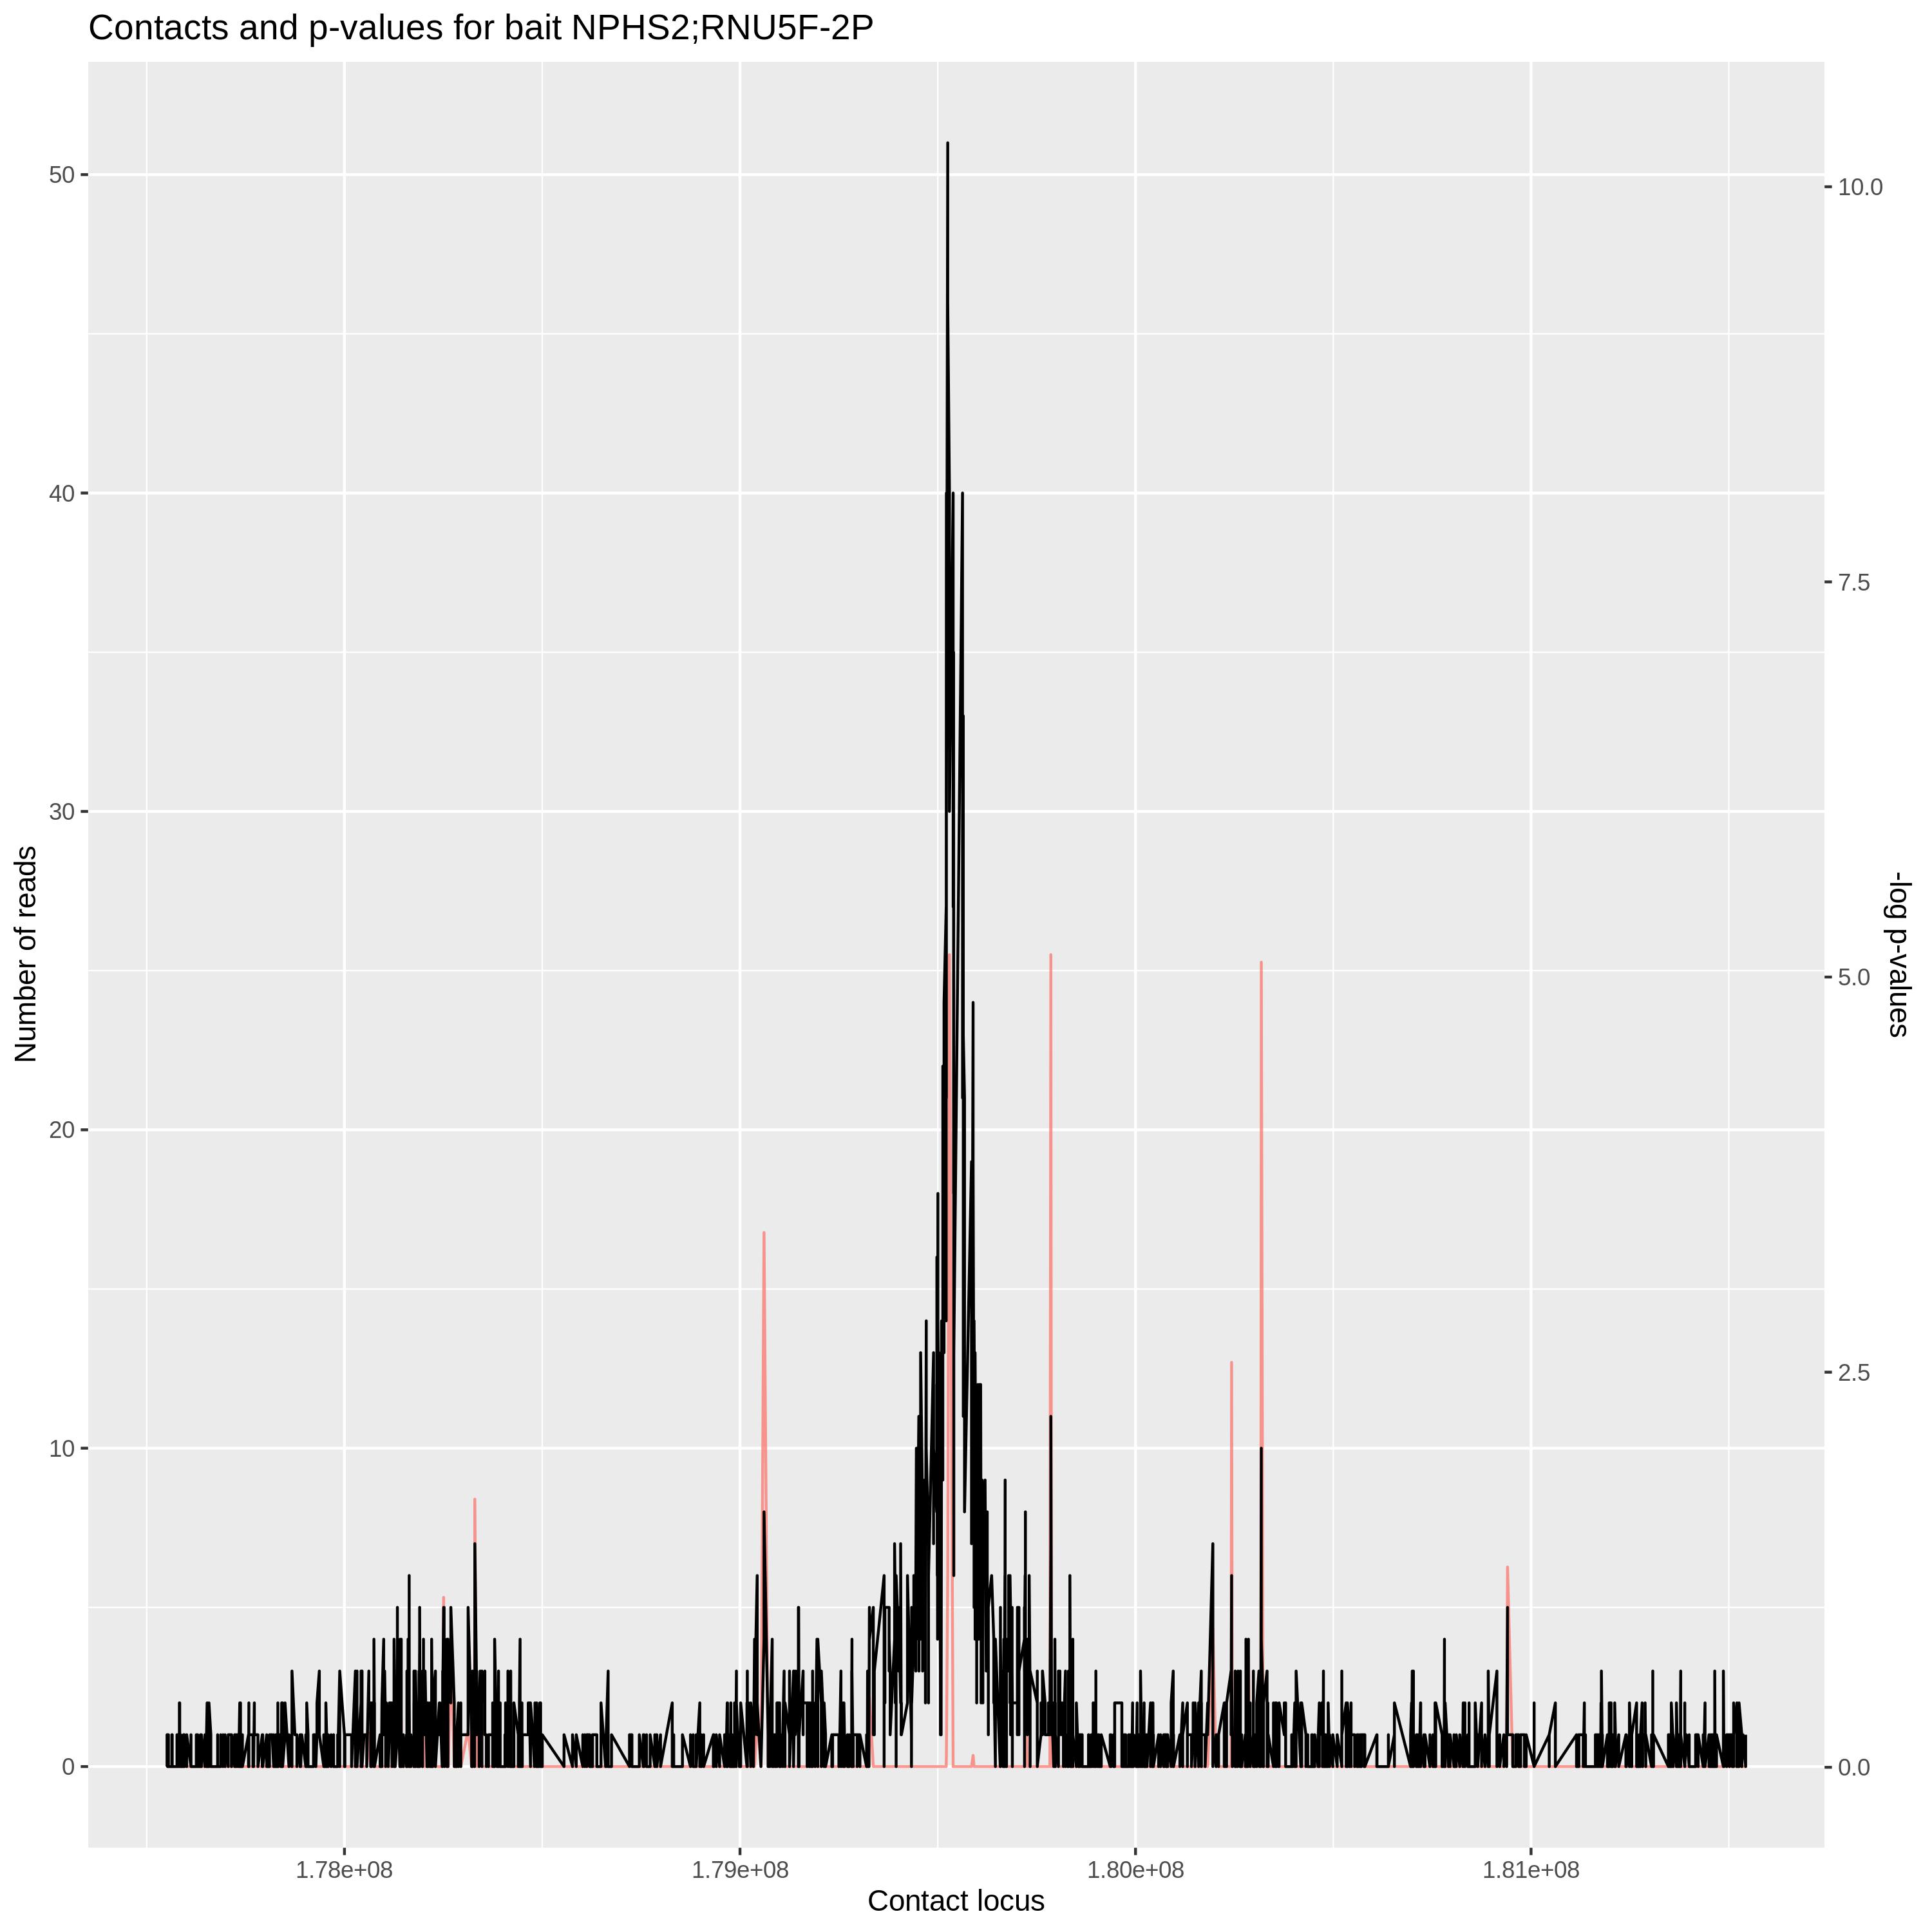 Contacts and p-values for bait NPHS2;RNU5F-2P
50
40
30
20
10
0
Number of reads
10.0
7.5
5.0
2.5
0.0
-log p-values
1.78e+08
1.79e+08
1.80e+08
1.81e+08
Contact locus